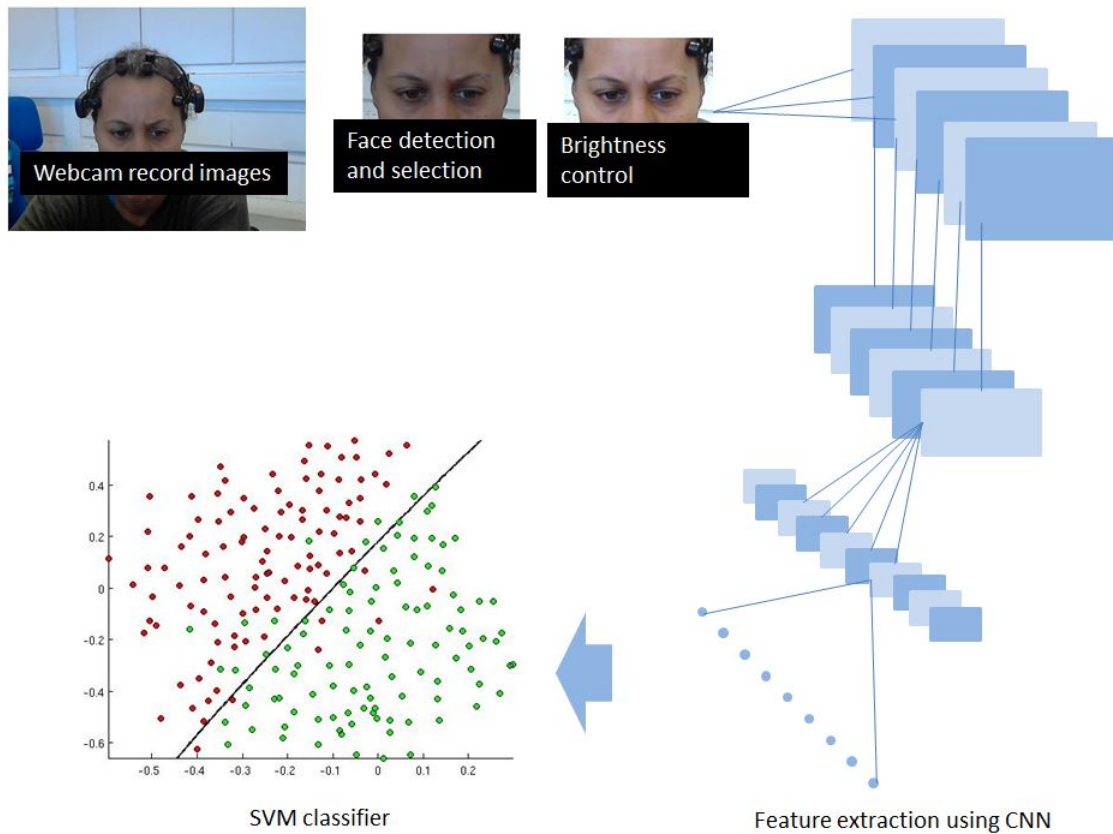 Webcam record images
Face detection
and selection
Brightness
control
0.4
0.2
0
-0.2
-0.4
-0.6
-0.5
-0.4
-0.3
-0.2
-0.1
0
0.1
0.2
SVM classifier
Feature extraction using CNN